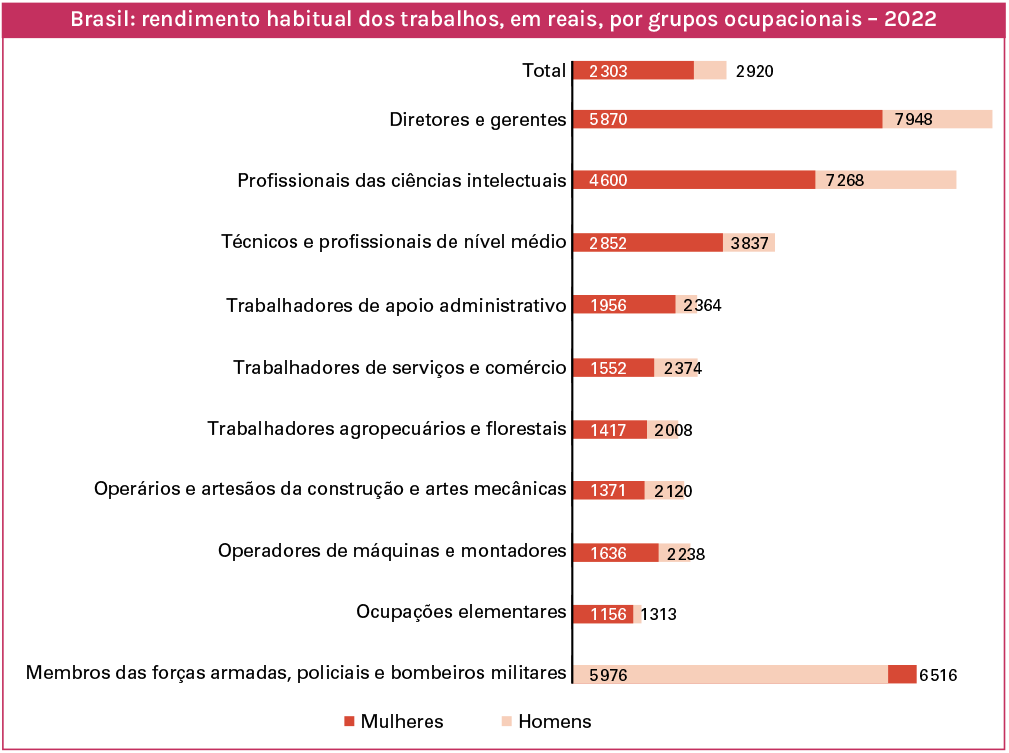 Brasil: rendimento habitual dos trabalhos, em reais, por grupos ocupacionais – 2022
Total 2 303 2 920
Diretores e gerentes 5 870 7 948
Profissionais das ciências intelectuais 4 600 7 268
Técnicos e profissionais de nível médio 2 852 3 837
Trabalhadores de apoio administrativo 1 956 2 364
Trabalhadores de serviços e comércio 1 552 2 374
Trabalhadores agropecuários e florestais 1 417 2 008
Operários e artesãos da construção e artes mecânicas 1 371 2 120
Operadores de máquinas e montadores 1 636 2 238
Ocupações elementares 1 156 1 313
Membros das forças armadas, policiais e bombeiros militares 5 976 6 516
Mulheres Homens